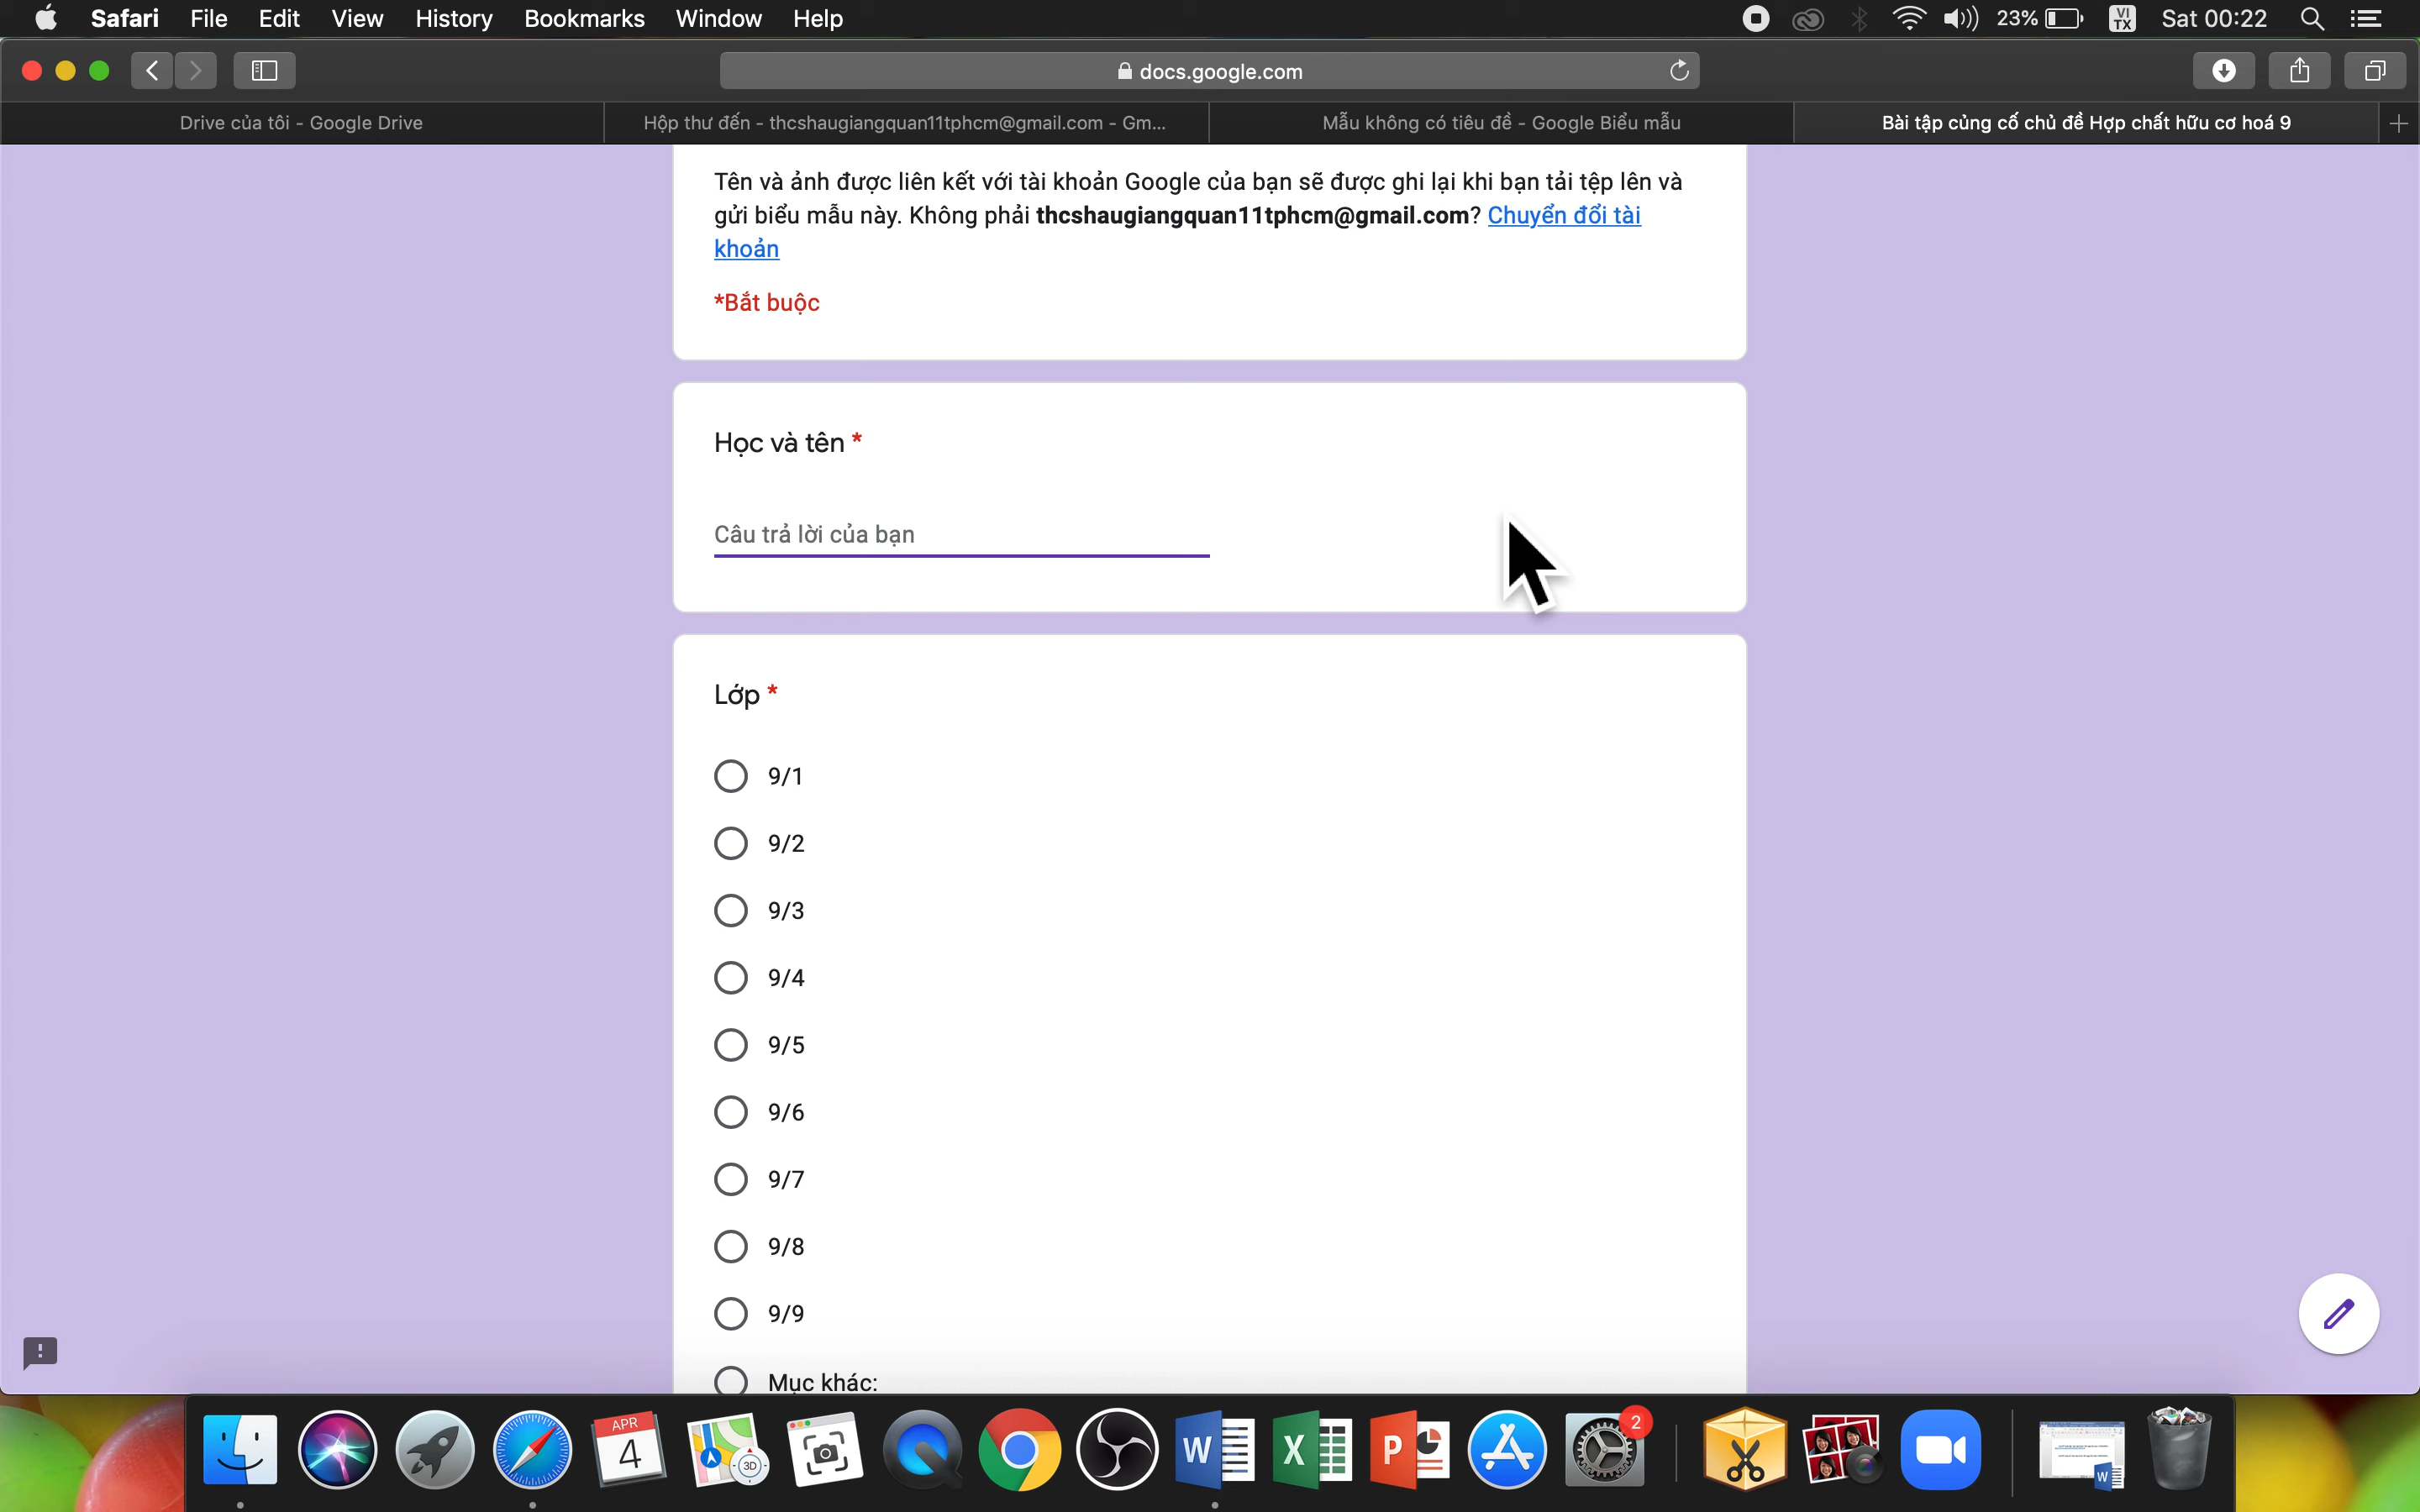 Safari File Edit View History Bookmarks Window Help 23% VI TX Sat 00:22
docs.google.com
Drive của tôi - Google Drive
Hộp thư đến - thcshaugiangquan11tphcm@gmail.com - Gm...
Mẫu không có tiêu đề - Google Biểu mẫu
Bài tập củng cố chủ đề Hợp chất hữu cơ hoá 9
Tên và ảnh được liên kết với tài khoản Google của bạn sẽ được ghi lại khi bạn tải tệp lên và
gửi biểu mẫu này. Không phải thcshaugiangquan11tphcm@gmail.com? Chuyển đổi tài
khoản
*Bắt buộc
Học và tên *
Câu trả lời của bạn
Lớp *
9/1
9/2
9/3
9/4
9/5
9/6
9/7
9/8
9/9
Mục khác:
APR
4
3D
W
X
P
2
W